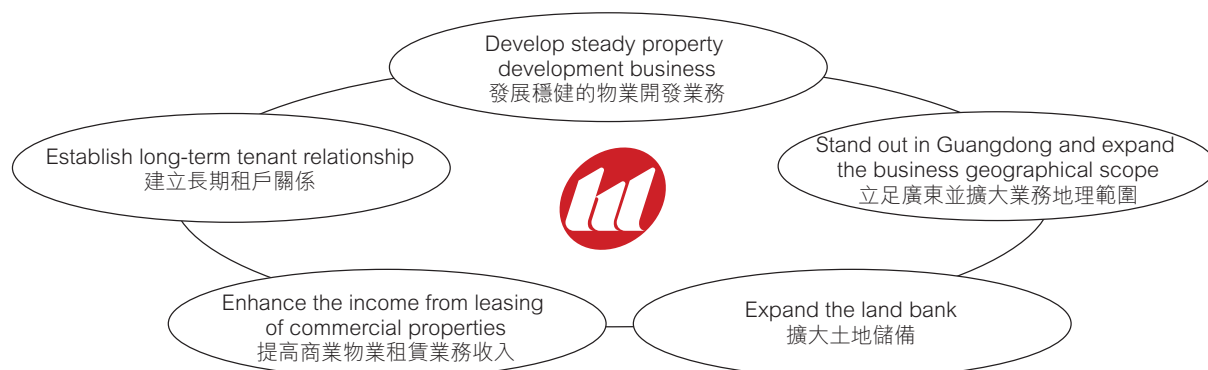 Develop steady property
development business
發展穩健的物業開發業務
Establish long-term tenant relationship
建立長期租戶關係
Stand out in Guangdong and expand
the business geographical scope
立足廣東並擴大業務地理範圍
Enhance the income from leasing
of commercial properties
提高商業物業租賃業務收入
Expand the land bank
擴大土地儲備